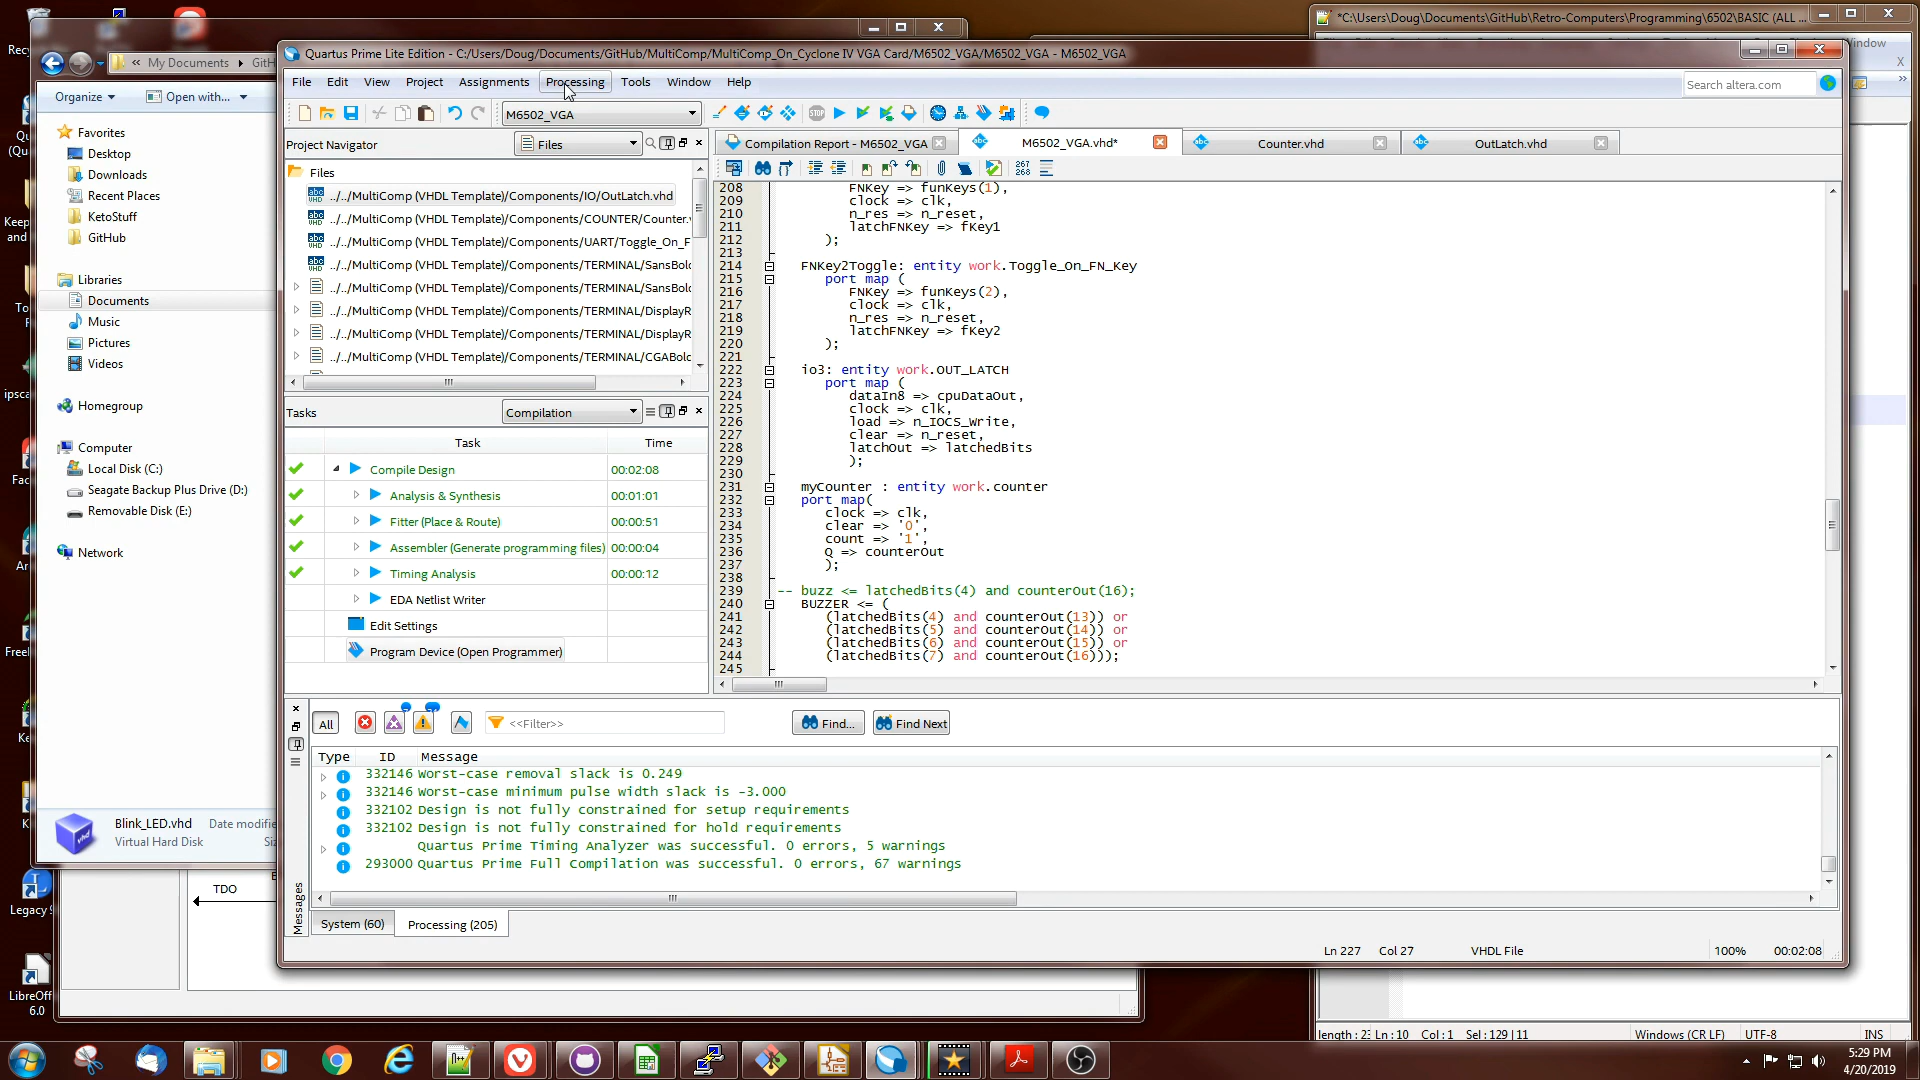 *C:\Users\Doug\Documents\GitHub\Retro-Computers\Programming\6502\BASIC (ALL ...
Quartus Prime Lite Edition - C:/Users/Doug/Documents/GitHub/MultiComp/MultiComp_On_Cyclone IV VGA Card/M6502_VGA/M6502_VGA - M6502_VGA
« My Documents ▸ GitH
File Edit View Project Assignments Processing Tools Window Help
Search altera.com
Organize Open with...
M6502_VGA
Project Navigator
Files
Compilation Report - M6502_VGA
M6502_VGA.vhd*
Counter.vhd
OutLatch.vhd
Favorites
Desktop
Downloads
Recent Places
KetoStuff
GitHub
Libraries
Documents
Music
Pictures
Videos
Homegroup
Computer
Local Disk (C:)
Seagate Backup Plus Drive (D:)
Removable Disk (E:)
Network
Files
../../MultiComp (VHDL Template)/Components/IO/OutLatch.vhd
../../MultiComp (VHDL Template)/Components/COUNTER/Counter.v
../../MultiComp (VHDL Template)/Components/UART/Toggle_On_F
../../MultiComp (VHDL Template)/Components/TERMINAL/SansBolc
../../MultiComp (VHDL Template)/Components/TERMINAL/SansBolc
../../MultiComp (VHDL Template)/Components/TERMINAL/DisplayR
../../MultiComp (VHDL Template)/Components/TERMINAL/DisplayR
../../MultiComp (VHDL Template)/Components/TERMINAL/CGABolc
Tasks
Compilation
Task Time
Compile Design 00:02:08
Analysis & Synthesis 00:01:01
Fitter (Place & Route) 00:00:51
Assembler (Generate programming files) 00:00:04
Timing Analysis 00:00:12
EDA Netlist Writer
Edit Settings
Program Device (Open Programmer)
208 FNKey => funKeys(1),
209 clock => clk,
210 n_res => n_reset,
211 latchFNKey => fKey1
212 );
213
214 FNKey2Toggle: entity work.Toggle_On_FN_Key
215 port map (
216 FNKey => funKeys(2),
217 clock => clk,
218 n_res => n_reset,
219 latchFNKey => fKey2
220 );
221
222 io3: entity work.OUT_LATCH
223 port map (
224 dataIn8 => cpuDataOut,
225 clock => clk,
226 load => n_IOCS_Write,
227 clear => n_reset,
228 latchOut => latchedBits
229 );
230
231 myCounter : entity work.counter
232 port map(
233 clock => clk,
234 clear => '0',
235 count => '1',
236 Q => counterOut
237 );
238
239 -- buzz <= latchedBits(4) and counterOut(16);
240 BUZZER <= (
241 (latchedBits(4) and counterOut(13)) or
242 (latchedBits(5) and counterOut(14)) or
243 (latchedBits(6) and counterOut(15)) or
244 (latchedBits(7) and counterOut(16)));
245
All
<<Filter>>
Find...
Find Next
Type ID Message
332146 Worst-case removal slack is 0.249
332146 Worst-case minimum pulse width slack is -3.000
332102 Design is not fully constrained for setup requirements
332102 Design is not fully constrained for hold requirements
Quartus Prime Timing Analyzer was successful. 0 errors, 5 warnings
293000 Quartus Prime Full Compilation was successful. 0 errors, 67 warnings
Messages
System (60)
Processing (205)
Ln 227 Col 27 VHDL File 100% 00:02:08
Blink_LED.vhd Date modifie
Virtual Hard Disk
TDO
Legacy
LibreOff
6.0
Ln : 10 Col : 1 Sel : 129 | 11 Windows (CR LF) UTF-8 INS
5:29 PM
4/20/2019